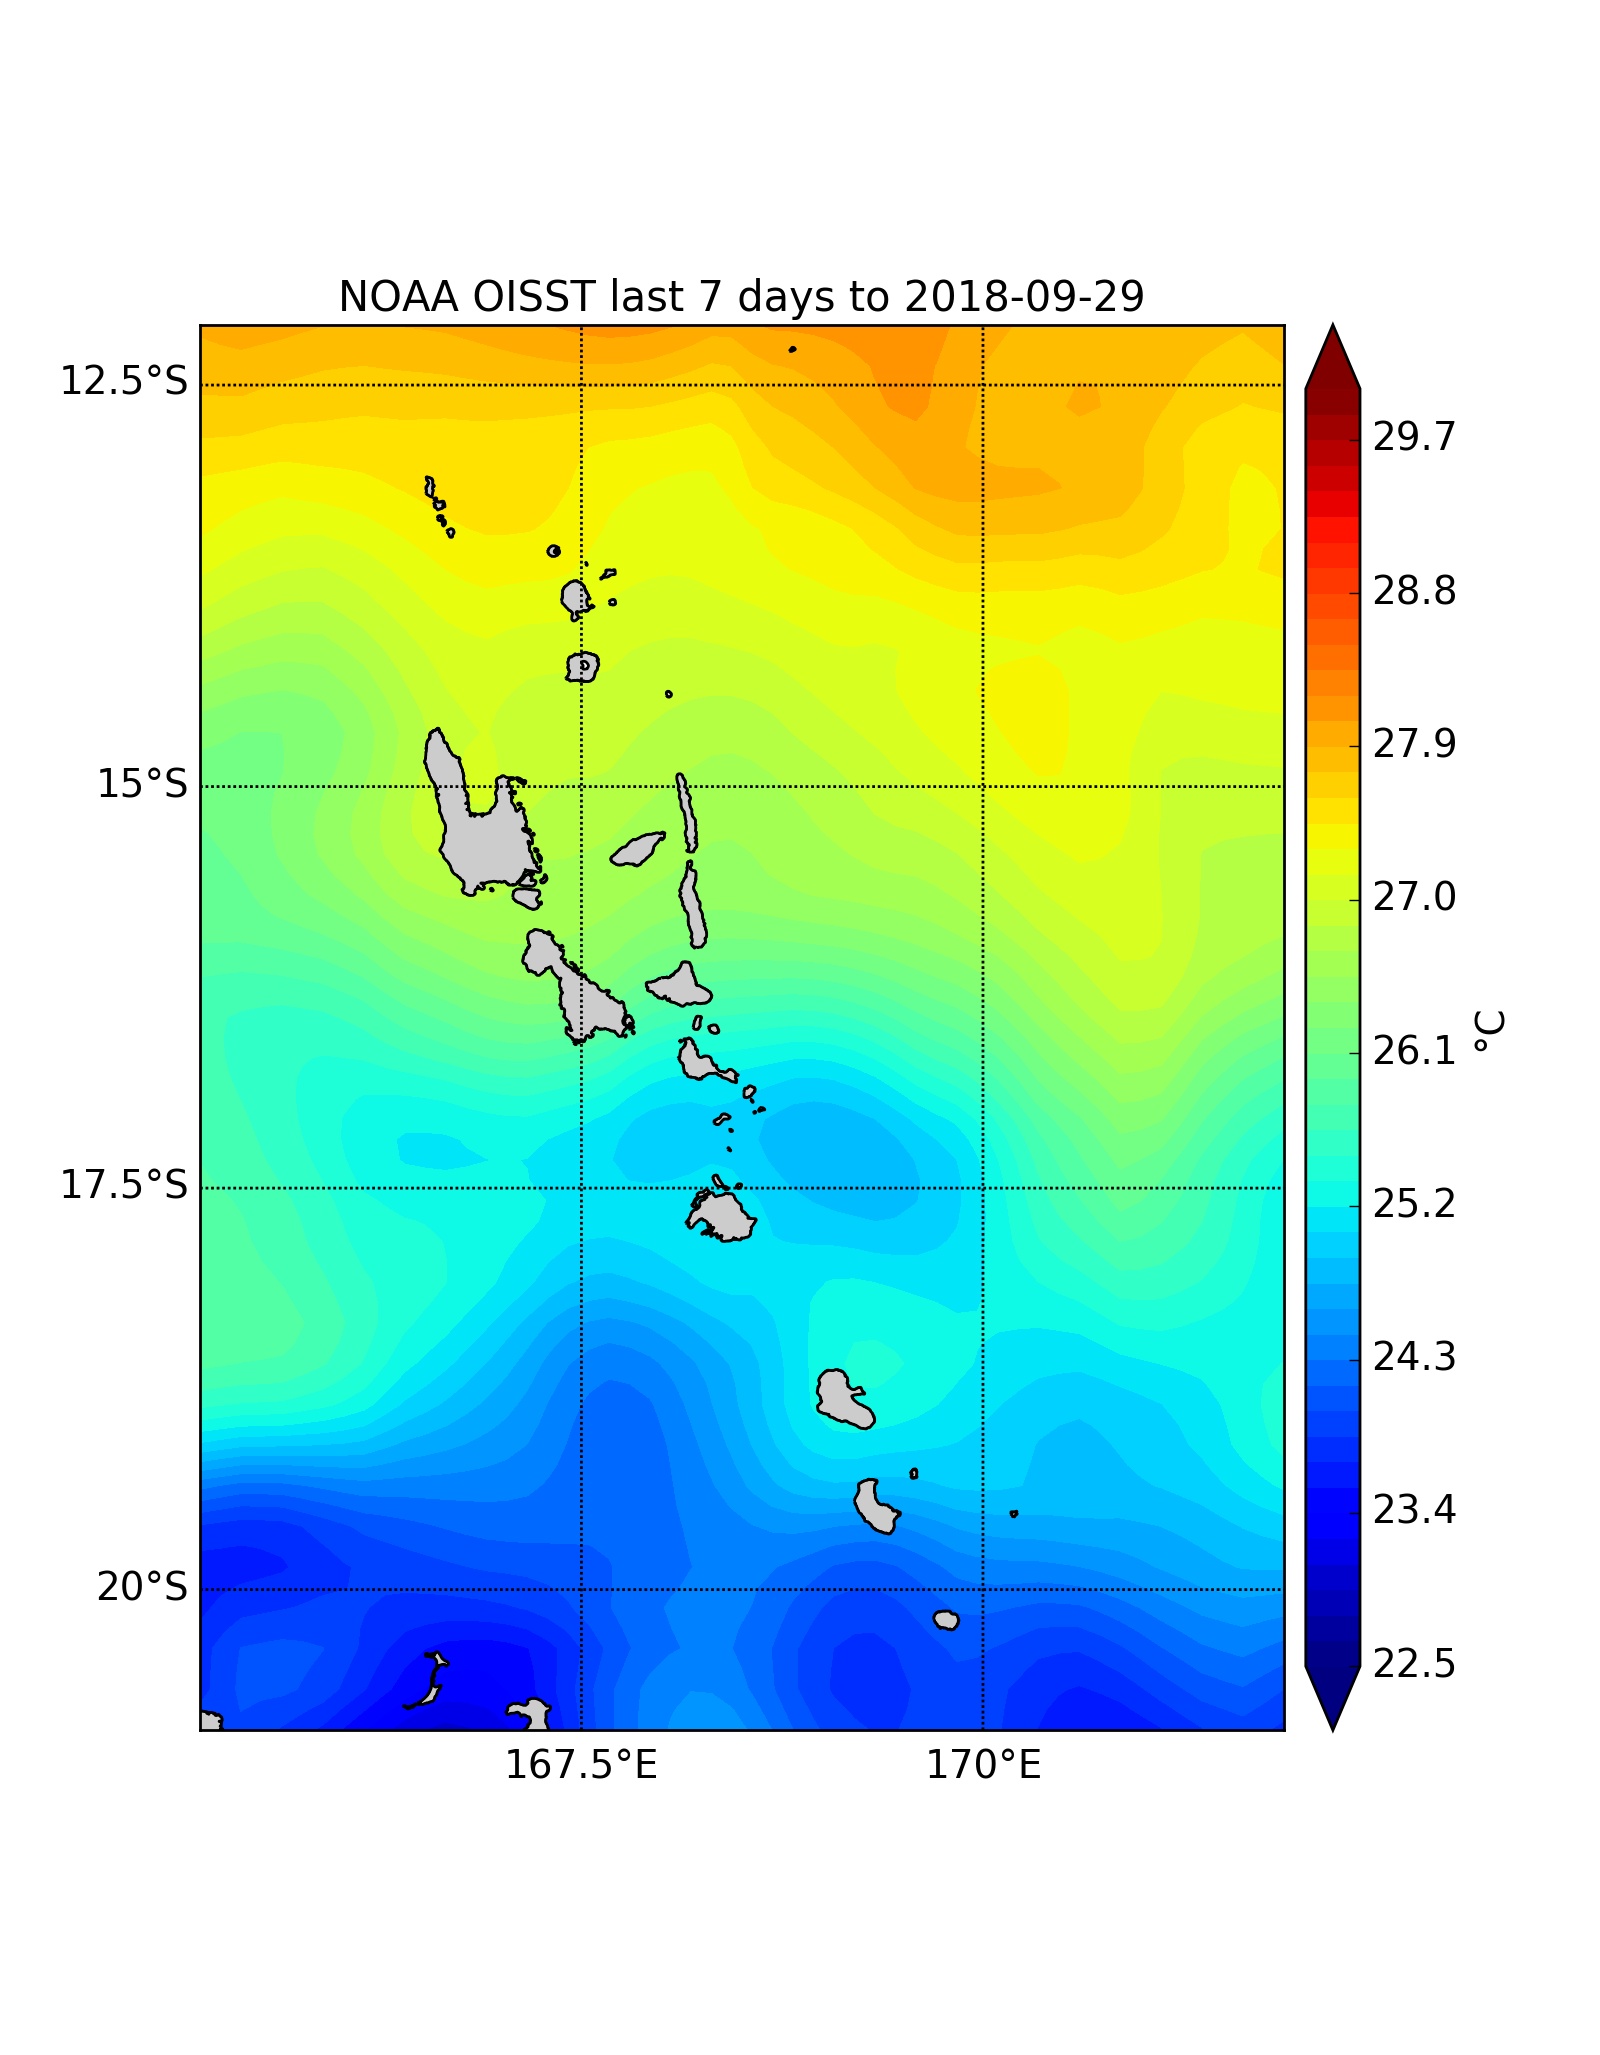 NOAA OISST last 7 days to 2018-09-29
12.5°S
15°S
17.5°S
20°S
167.5°E
170°E
29.7
28.8
27.9
27.0
26.1
25.2
24.3
23.4
22.5
°C